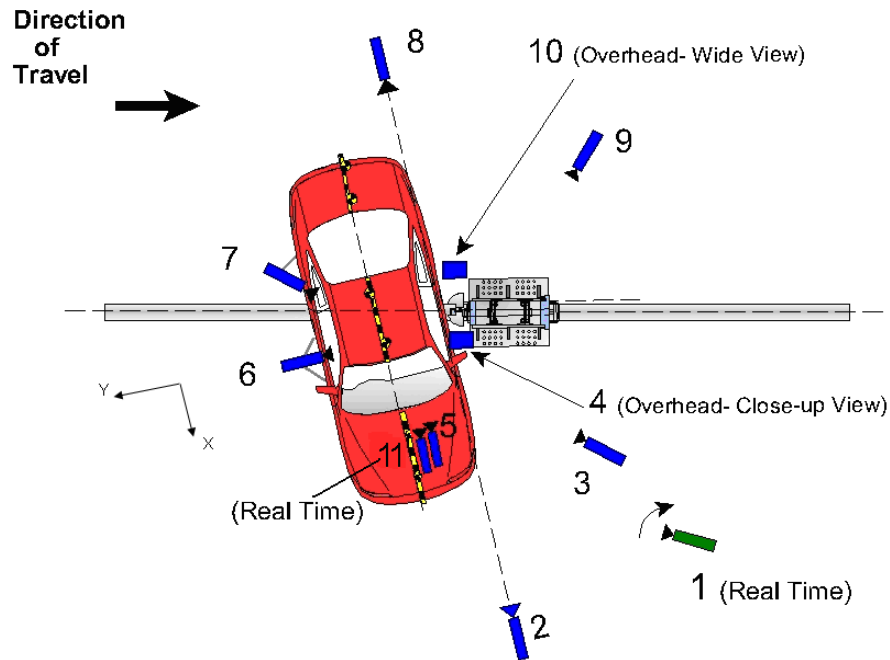 Direction
of
Travel
8
10 (Overhead- Wide View)
9
7
6
Y
X
4 (Overhead- Close-up View)
5
11
3
(Real Time)
1 (Real Time)
2